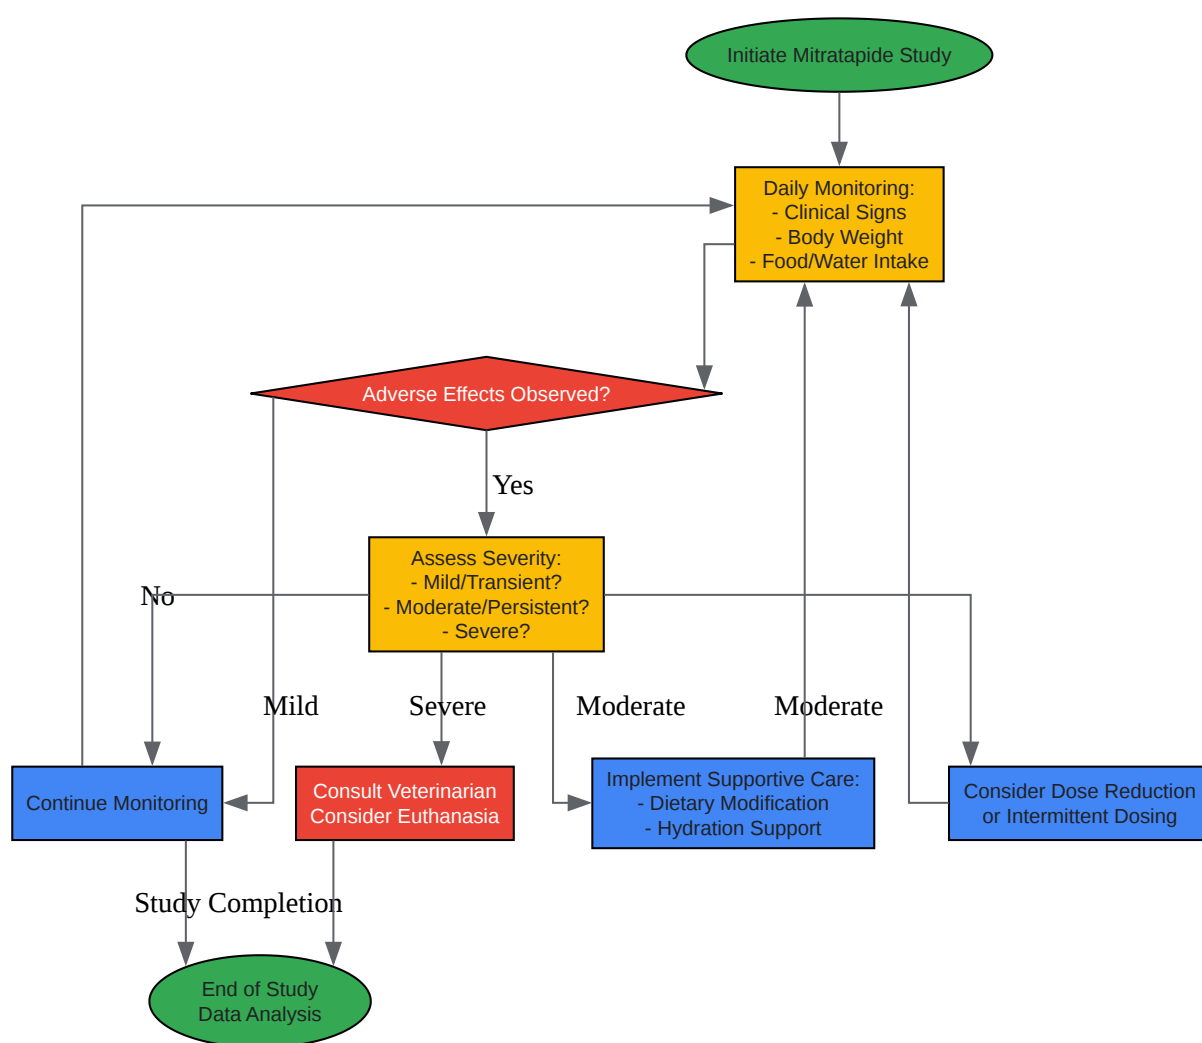 Initiate Mitratapide Study
Daily Monitoring:
- Clinical Signs
- Body Weight
- Food/Water Intake
Adverse Effects Observed?
Yes
Assess Severity:
- Mild/Transient?
- Moderate/Persistent?
- Severe?
No
Mild
Severe
Moderate
Moderate
Continue Monitoring
Consult Veterinarian
Consider Euthanasia
Implement Supportive Care:
- Dietary Modification
- Hydration Support
Consider Dose Reduction
or Intermittent Dosing
Study Completion
End of Study
Data Analysis